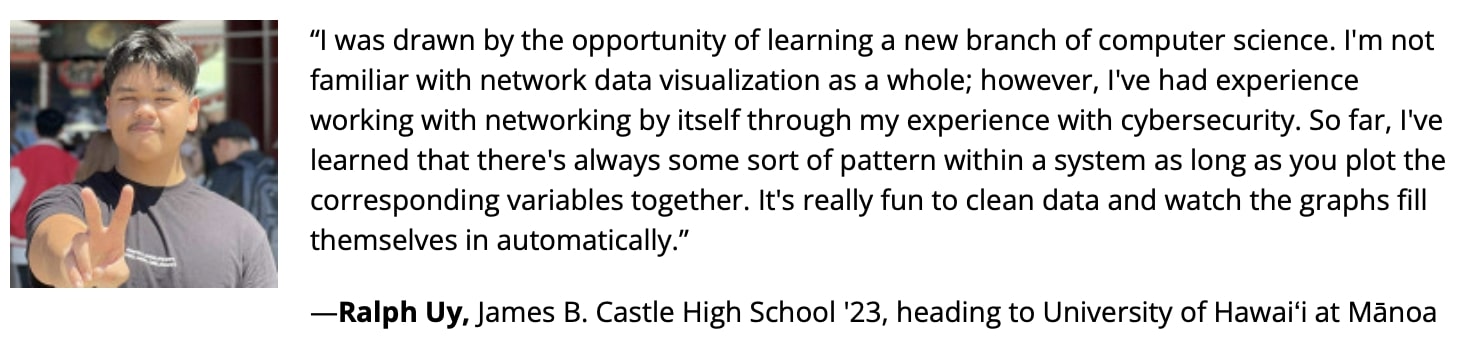 “I was drawn by the opportunity of learning a new branch of computer science. I'm not
familiar with network data visualization as a whole; however, I've had experience
working with networking by itself through my experience with cybersecurity. So far, I've
learned that there's always some sort of pattern within a system as long as you plot the
corresponding variables together. It's really fun to clean data and watch the graphs fill
themselves in automatically.”
—Ralph Uy, James B. Castle High School '23, heading to University of Hawaiʻi at Mānoa